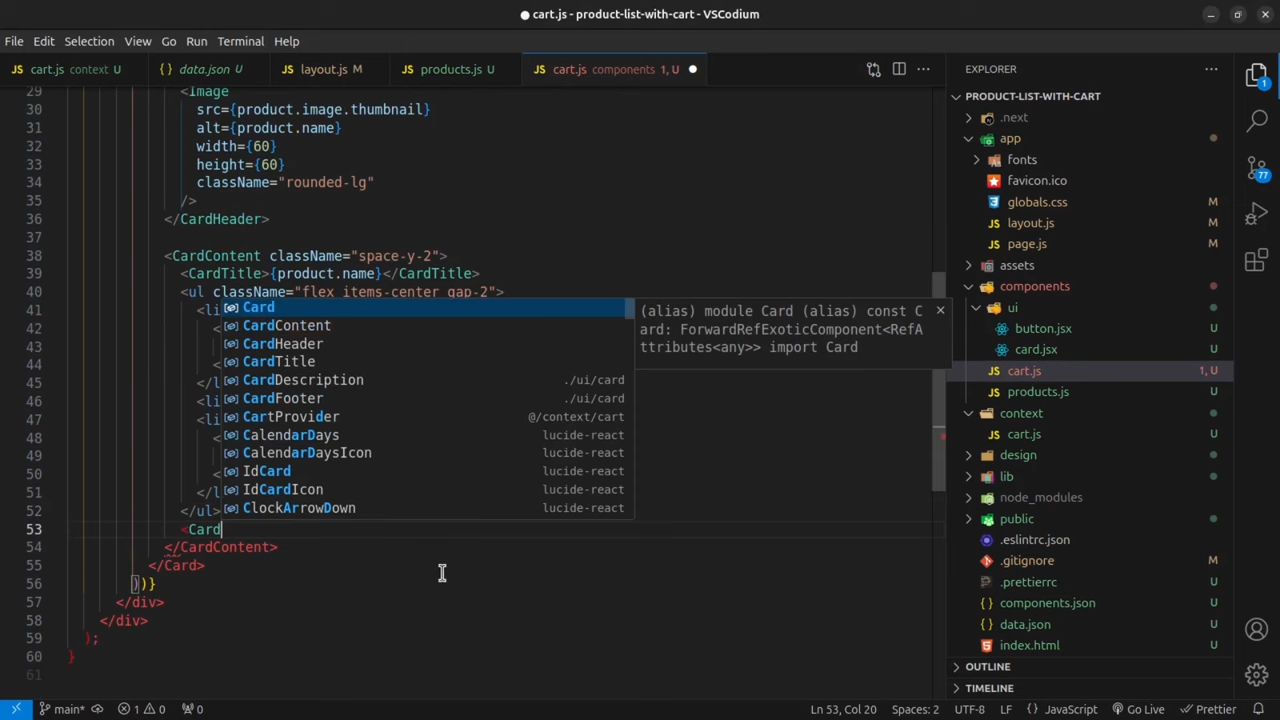 cart.js - product-list-with-cart - VSCodium
File Edit Selection View Go Run Terminal Help
cart.js context U
data.json U
layout.js M
products.js U
cart.js components 1, U
29 <Image
30 src={product.image.thumbnail}
31 alt={product.name}
32 width={60}
33 height={60}
34 className="rounded-lg"
35 />
36 </CardHeader>
37
38 <CardContent className="space-y-2">
39 <CardTitle>{product.name}</CardTitle>
40 <ul className="flex items-center gap-2">
41 <li
42 <
43 <
44 <
45 </l
46 <li
47 <li
48 <
49 <
50 <
51 </l
52 </ul>
53 <Card
54 </CardContent>
55 </Card>
56 ))}
57 </div>
58 </div>
59 );
60 }
61
Card
CardContent
CardHeader
CardTitle
CardDescription ./ui/card
CardFooter ./ui/card
CartProvider @/context/cart
CalendarDays lucide-react
CalendarDaysIcon lucide-react
IdCard lucide-react
IdCardIcon lucide-react
ClockArrowDown lucide-react
(alias) module Card (alias) const C
ard: ForwardRefExoticComponent<RefA
ttributes<any>> import Card
EXPLORER
PRODUCT-LIST-WITH-CART
.next
app
fonts
favicon.ico
globals.css M
layout.js M
page.js M
assets
components
ui
button.jsx U
card.jsx U
cart.js 1, U
products.js U
context
cart.js U
design
lib
node_modules
public
.eslintrc.json U
.gitignore M
.prettierrc U
components.json U
data.json U
index.html U
OUTLINE
TIMELINE
1
77
main* 1 0 0 Ln 53, Col 20 Spaces: 2 UTF-8 LF { } JavaScript Go Live Prettier